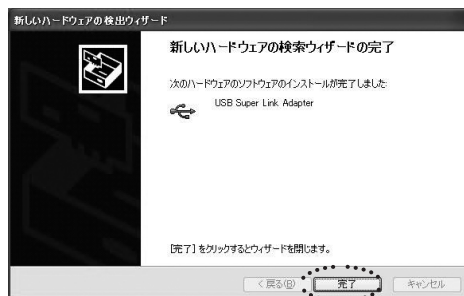 新しいハードウェアの検出ウィザード
新しいハードウェアの検索ウィザードの完了
次のハードウェアのソフトウェアのインストールが完了しました:
USB Super Link Adapter
[完了] をクリックするとウィザードを閉じます。
< 戻る(B)
完了
キャンセル